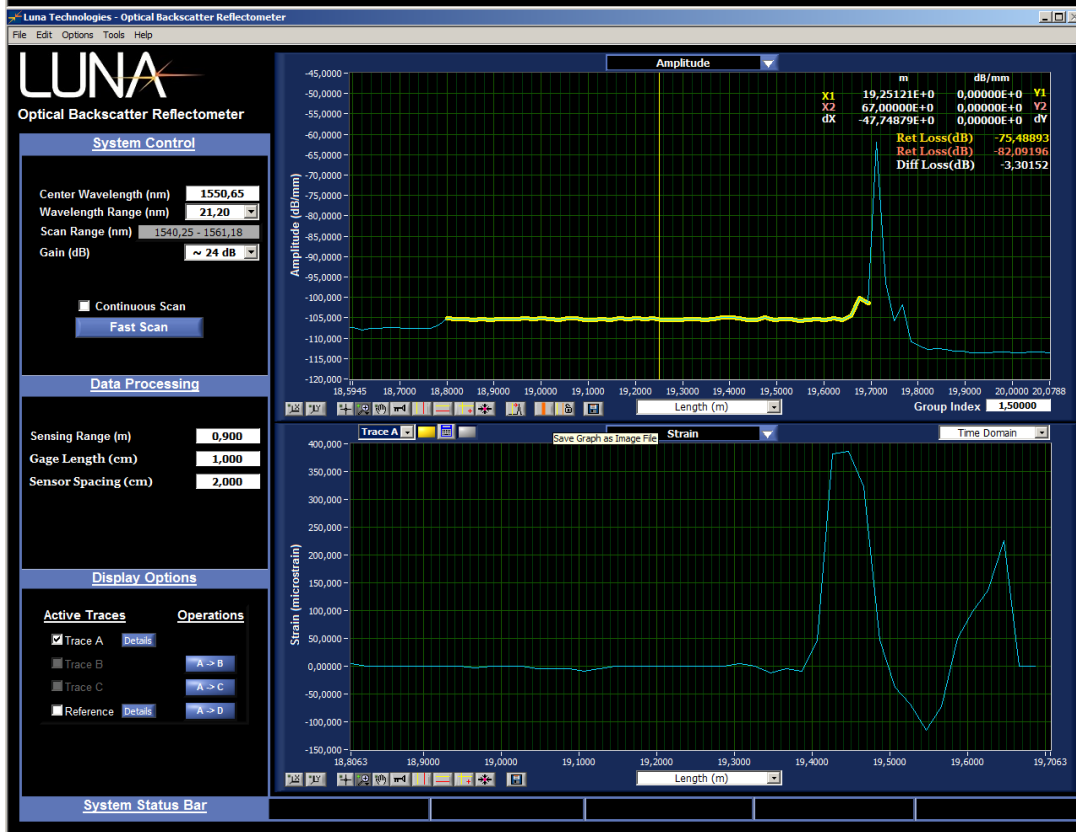 Luna Technologies - Optical Backscatter Reflectometer
File Edit Options Tools Help
LUNA
Optical Backscatter Reflectometer
System Control
Center Wavelength (nm) 1550,65
Wavelength Range (nm) 21,20
Scan Range (nm) 1540,25 - 1561,18
Gain (dB) ~ 24 dB
Continuous Scan
Fast Scan
Data Processing
Sensing Range (m) 0,900
Gage Length (cm) 1,000
Sensor Spacing (cm) 2,000
Display Options
Active Traces Operations
Trace A Details
Trace B A -> B
Trace C A -> C
Reference Details A -> D
System Status Bar
Amplitude
m dB/mm
X1 19,25121E+0 0,00000E+0 Y1
X2 67,00000E+0 0,00000E+0 Y2
dX -47,74879E+0 0,00000E+0 dY
Ret Loss(dB) -75,48893
Ret Loss(dB) -82,09196
Diff Loss(dB) -3,30152
Amplitude (dB/mm)
-45,0000
-50,0000
-55,0000
-60,0000
-65,0000
-70,0000
-75,0000
-80,0000
-85,0000
-90,0000
-95,0000
-100,0000
-105,0000
-110,0000
-115,0000
-120,0000
18,5945 18,7000 18,8000 18,9000 19,0000 19,1000 19,2000 19,3000 19,4000 19,5000 19,6000 19,7000 19,8000 19,9000 20,0000 20,0788
Length (m)
Group Index 1,50000
Trace A
Save Graph as Image File
Strain
Time Domain
Strain (microstrain)
400,000
350,000
300,000
250,000
200,000
150,000
100,000
50,0000
0,00000
-50,0000
-100,000
-150,000
18,8063 18,9000 19,0000 19,1000 19,2000 19,3000 19,4000 19,5000 19,6000 19,7063
Length (m)